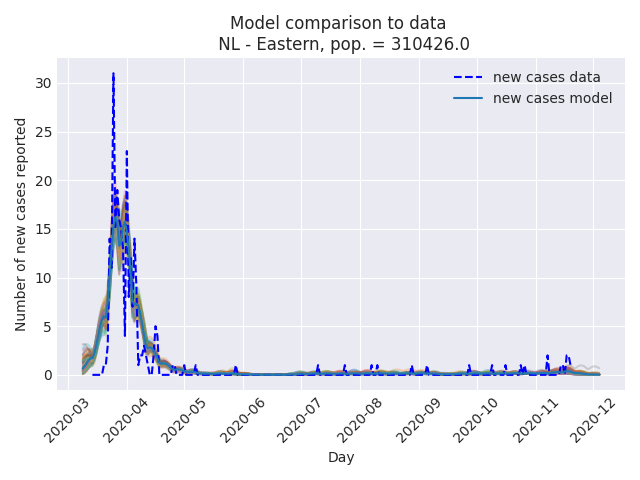 Model comparison to data
NL - Eastern, pop. = 310426.0
new cases data
new cases model
Number of new cases reported
30
25
20
15
10
5
0
2020-03
2020-04
2020-05
2020-06
2020-07
2020-08
2020-09
2020-10
2020-11
2020-12
Day